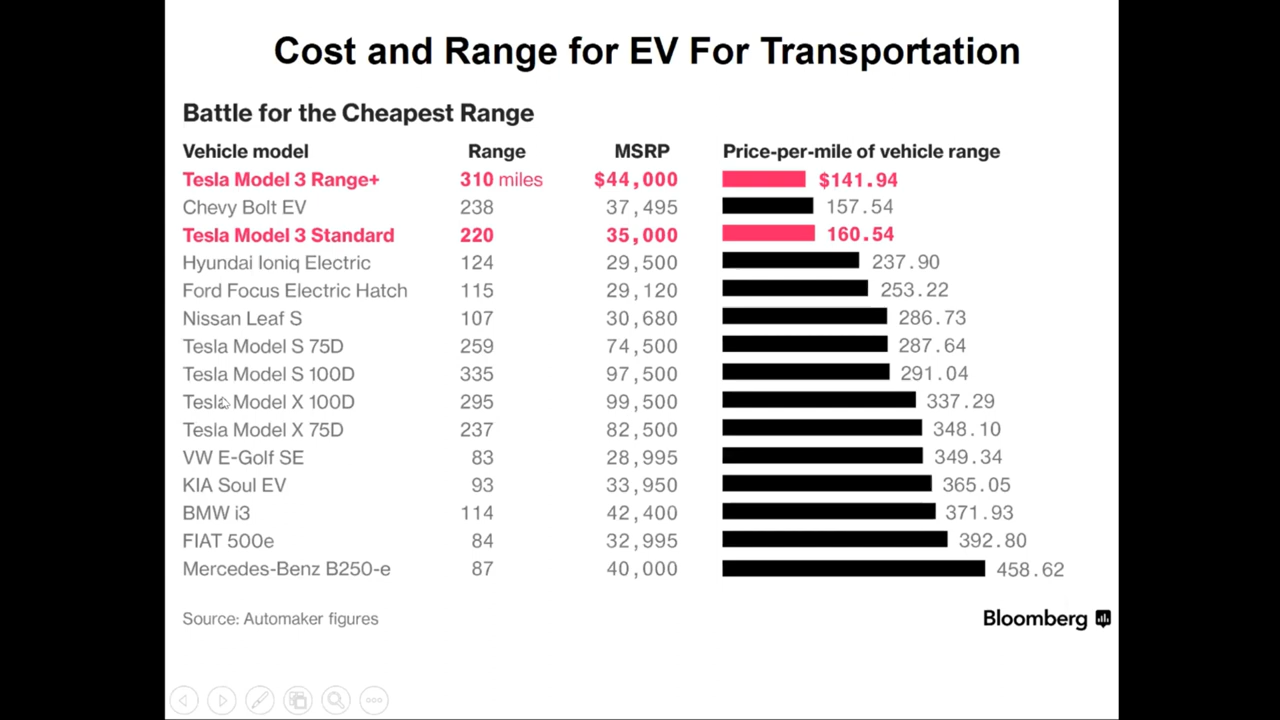 Cost and Range for EV For Transportation
Battle for the Cheapest Range
Vehicle model Range MSRP Price-per-mile of vehicle range
Tesla Model 3 Range+ 310 miles $44,000 $141.94
Chevy Bolt EV 238 37,495 157.54
Tesla Model 3 Standard 220 35,000 160.54
Hyundai Ioniq Electric 124 29,500 237.90
Ford Focus Electric Hatch 115 29,120 253.22
Nissan Leaf S 107 30,680 286.73
Tesla Model S 75D 259 74,500 287.64
Tesla Model S 100D 335 97,500 291.04
Tesla Model X 100D 295 99,500 337.29
Tesla Model X 75D 237 82,500 348.10
VW E-Golf SE 83 28,995 349.34
KIA Soul EV 93 33,950 365.05
BMW i3 114 42,400 371.93
FIAT 500e 84 32,995 392.80
Mercedes-Benz B250-e 87 40,000 458.62
Source: Automaker figures Bloomberg